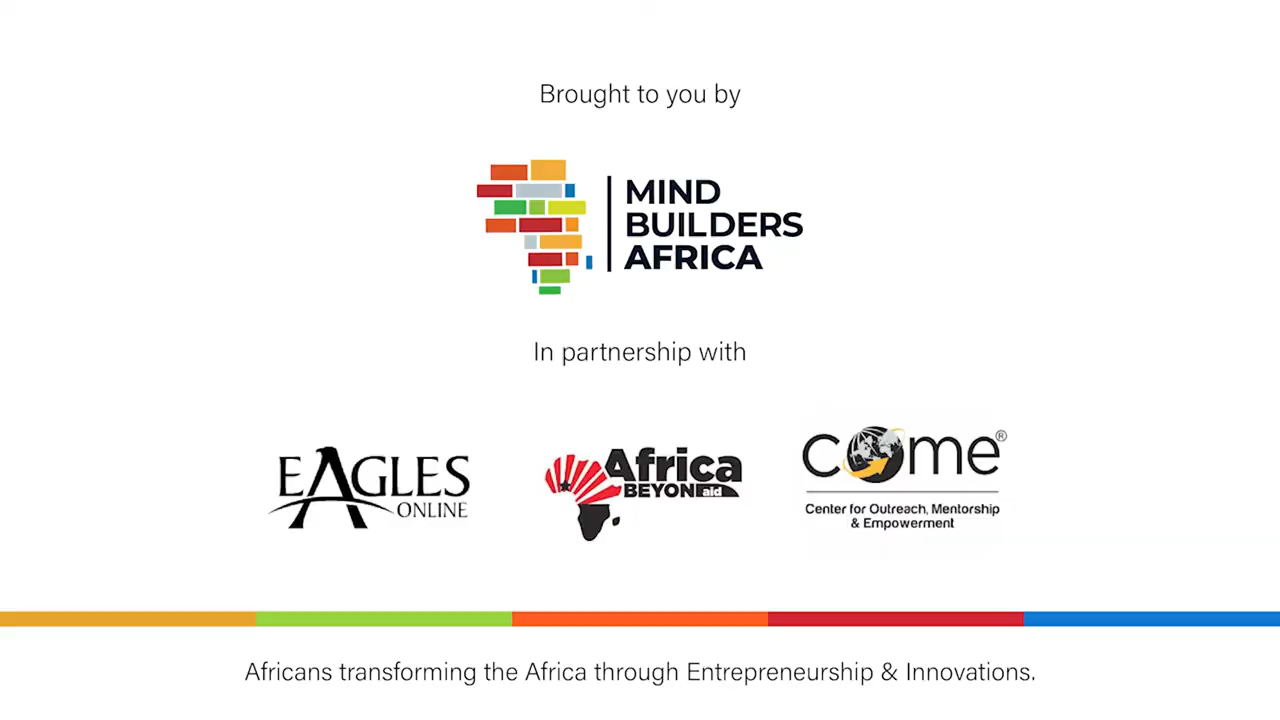 Brought to you by
MIND
BUILDERS
AFRICA
In partnership with
EAGLES
ONLINE
Africa
BEYOND aid
COme®
Center for Outreach, Mentorship
& Empowerment
Africans transforming the Africa through Entrepreneurship & Innovations.